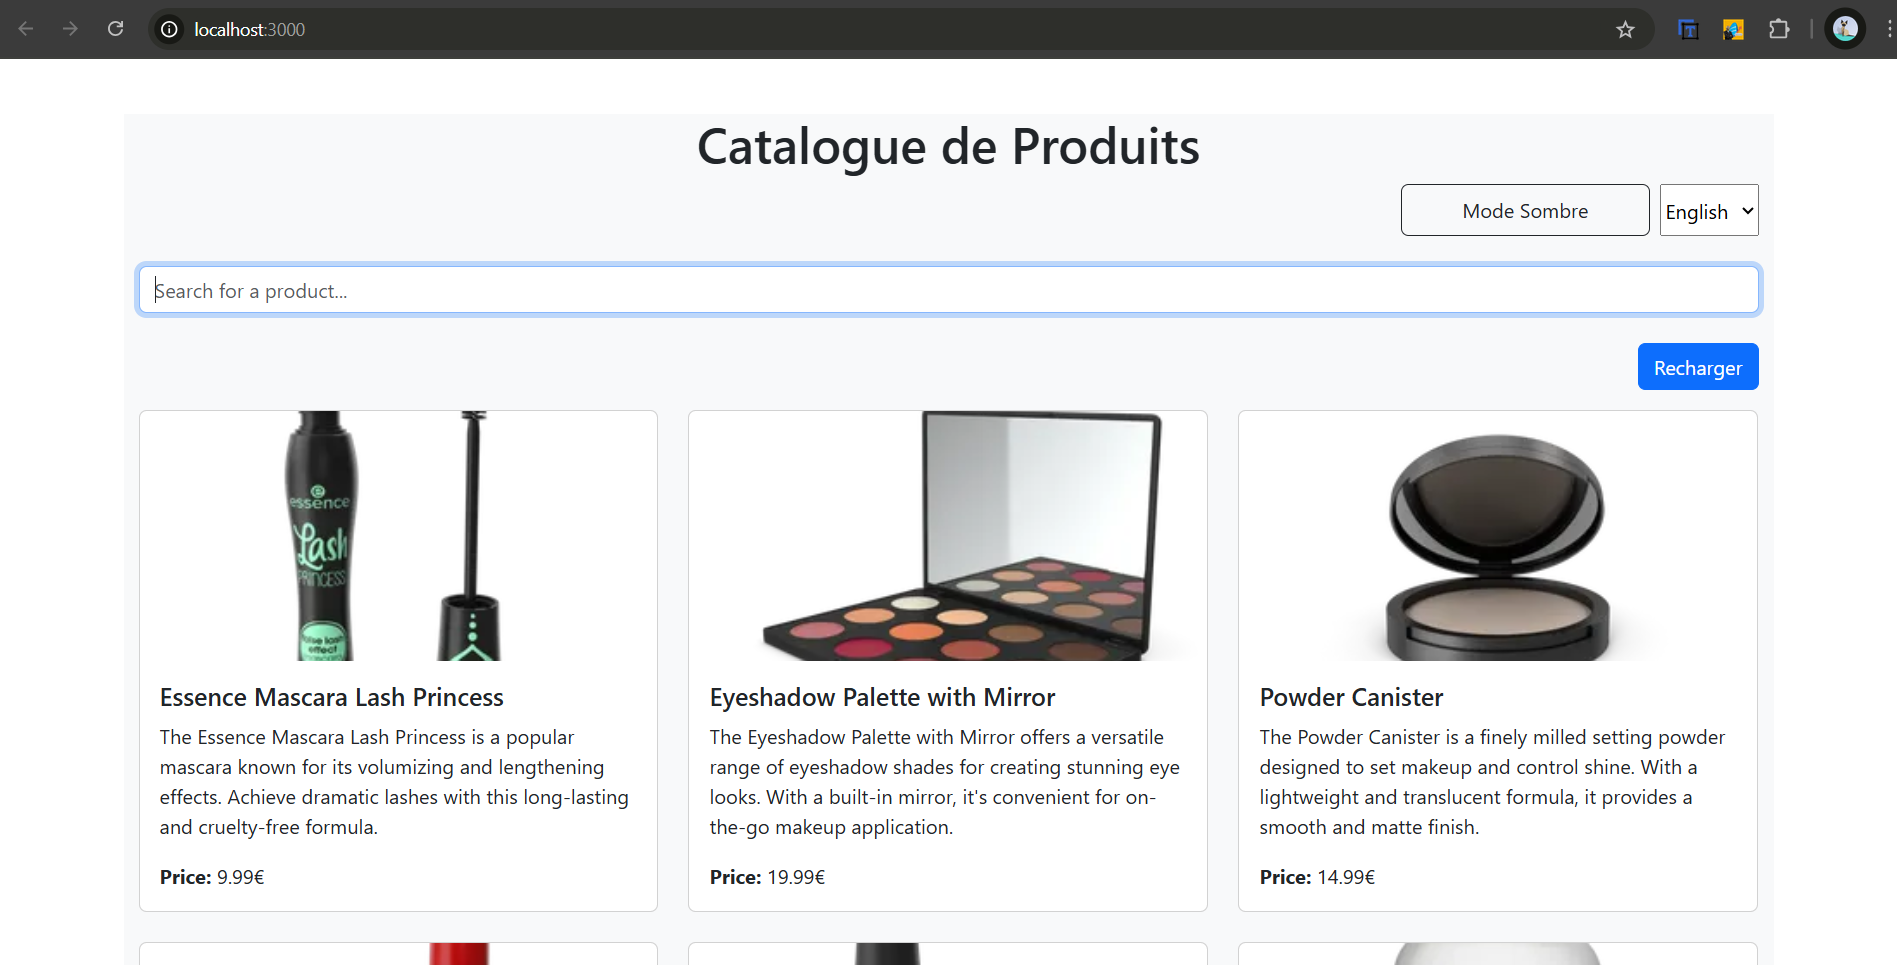 localhost:3000
Catalogue de Produits
Mode Sombre
English
Search for a product...
Recharger
essence
Lash
PRINCESS
false lash
effect
Essence Mascara Lash Princess
The Essence Mascara Lash Princess is a popular
mascara known for its volumizing and lengthening
effects. Achieve dramatic lashes with this long-lasting
and cruelty-free formula.
Price: 9.99€
Eyeshadow Palette with Mirror
The Eyeshadow Palette with Mirror offers a versatile
range of eyeshadow shades for creating stunning eye
looks. With a built-in mirror, it's convenient for on-
the-go makeup application.
Price: 19.99€
Powder Canister
The Powder Canister is a finely milled setting powder
designed to set makeup and control shine. With a
lightweight and translucent formula, it provides a
smooth and matte finish.
Price: 14.99€